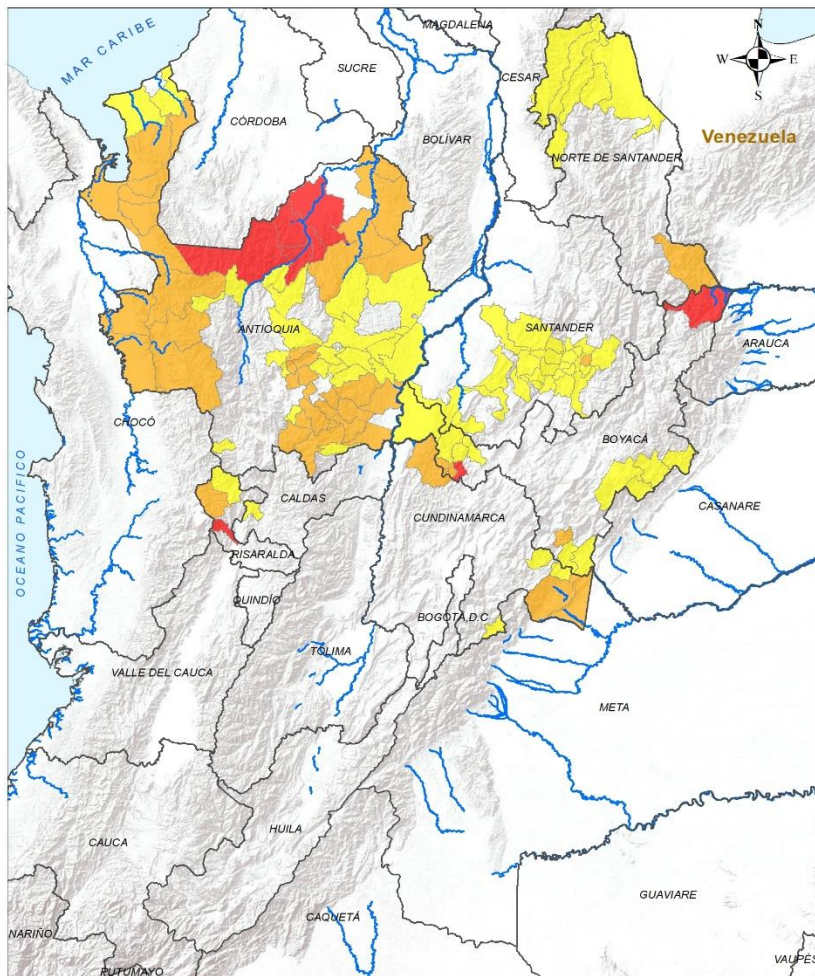 MAGDALENA
N
MAR CARIBE
SUCRE
CESAR
W
E
S
CÓRDOBA
BOLÍVAR
Venezuela
NORTE DE SANTANDER
ANTIOQUIA
SANTANDER
ARAUCA
CHOCÓ
BOYACÁ
OCEANO PACIFICO
CALDAS
CUNDINAMARCA
CASANARE
RISARALDA
QUINDÍO
BOGOTÁ, D.C
TOLIMA
VALLE DEL CAUCA
META
HUILA
CAUCA
GUAVIARE
CAQUETÁ
NARIÑO
VAUPÉS
PUTUMAYO